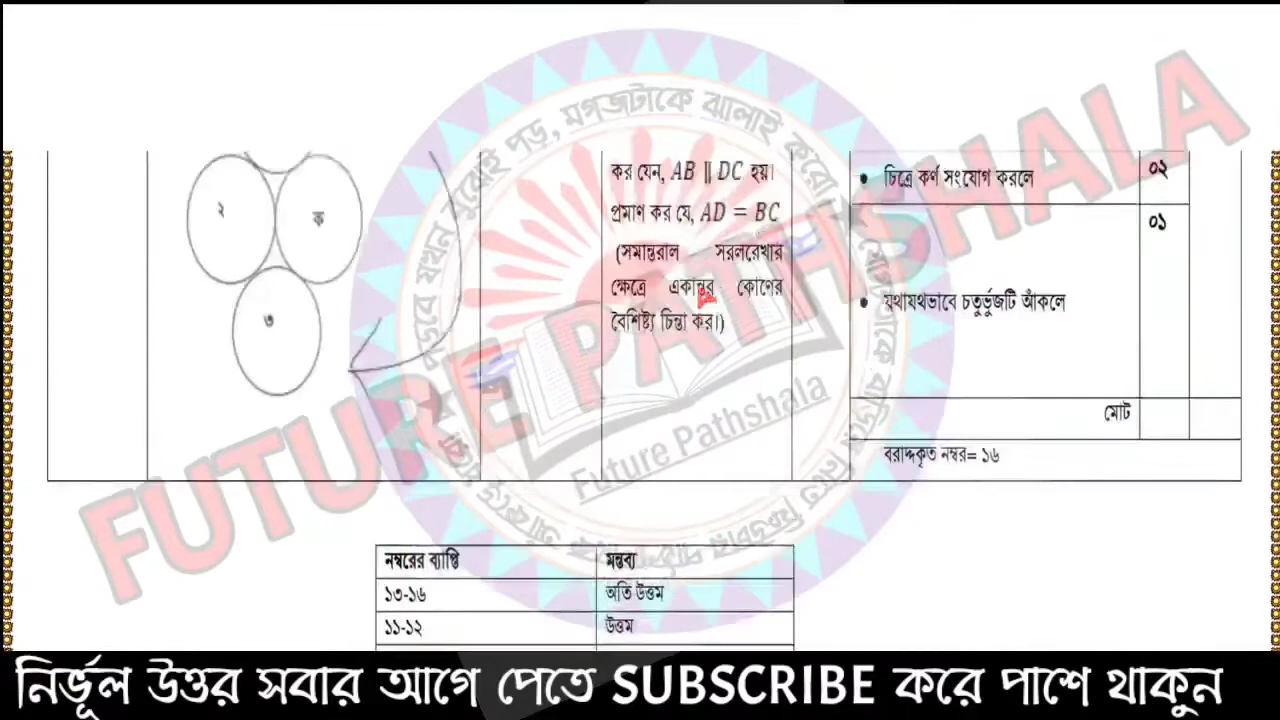 ২
ক
৩
কর যেন, AB || DC হয়।
প্রমাণ কর যে, AD = BC
(সমান্তরাল সরলরেখার
ক্ষেত্রে একান্তর কোণের
বৈশিষ্ট্য চিন্তা কর।)
• চিত্রে কর্ণ সংযোগ করলে
০২
০১
• যথাযথভাবে চতুর্ভুজটি আঁকলে
মোট
বরাদ্দকৃত নম্বর= ১৬
নম্বরের ব্যাপ্তি মন্তব্য
১৩-১৬ অতি উত্তম
১১-১২ উত্তম
FUTURE PATHSHALA
Future Pathshala
নির্ভূল উত্তর সবার আগে পেতে SUBSCRIBE করে পাশে থাকুন